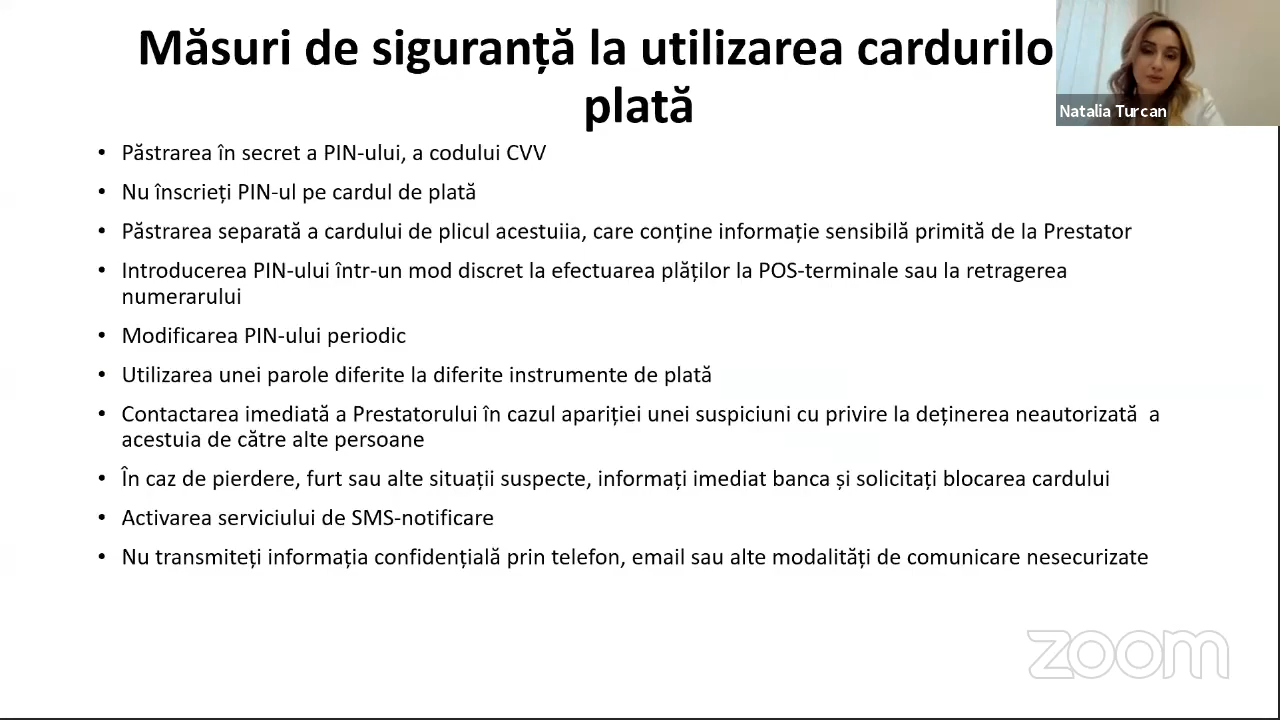 Măsuri de siguranță la utilizarea cardurilo
plată
Natalia Turcan
• Păstrarea în secret a PIN-ului, a codului CVV
• Nu înscrieți PIN-ul pe cardul de plată
• Păstrarea separată a cardului de plicul acestuiia, care conține informație sensibilă primită de la Prestator
• Introducerea PIN-ului într-un mod discret la efectuarea plăților la POS-terminale sau la retragerea
numerarului
• Modificarea PIN-ului periodic
• Utilizarea unei parole diferite la diferite instrumente de plată
• Contactarea imediată a Prestatorului în cazul apariției unei suspiciuni cu privire la deținerea neautorizată a
acestuia de către alte persoane
• În caz de pierdere, furt sau alte situații suspecte, informați imediat banca și solicitați blocarea cardului
• Activarea serviciului de SMS-notificare
• Nu transmiteți informația confidențială prin telefon, email sau alte modalități de comunicare nesecurizate
zoom